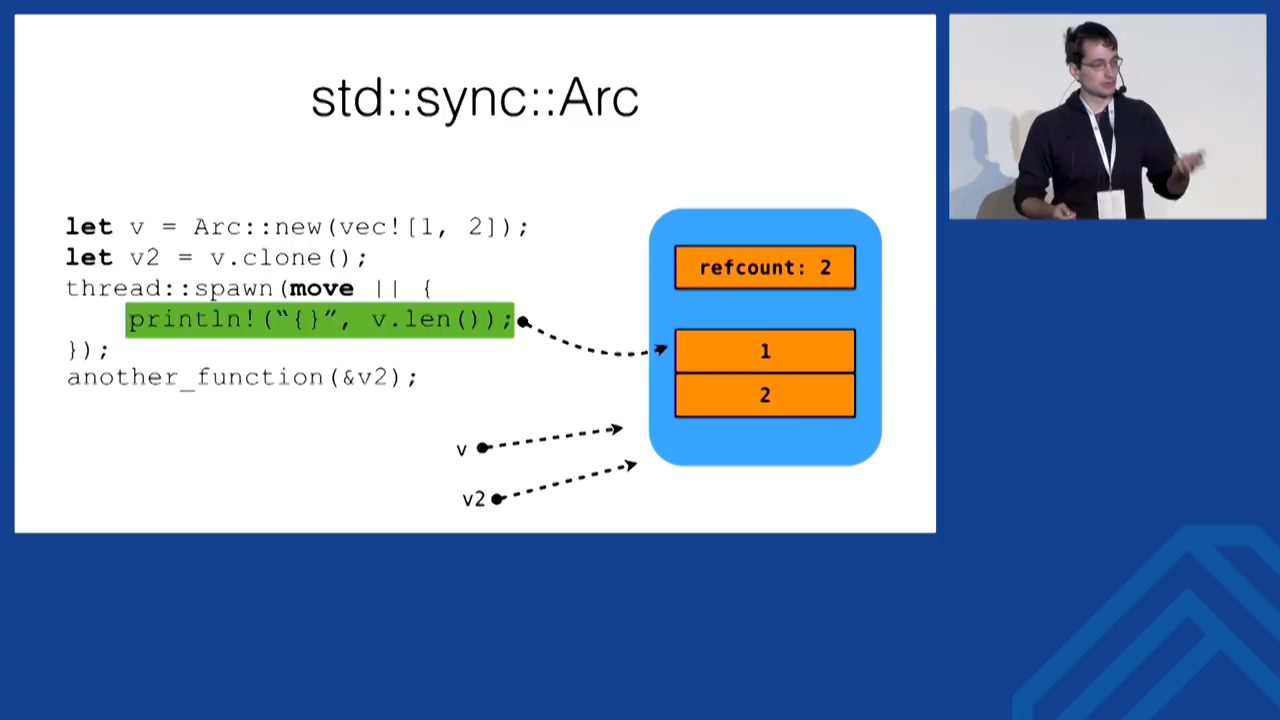 std::sync::Arc
let v = Arc::new(vec![1, 2]);
let v2 = v.clone();
thread::spawn(move || {
println!(“{}”, v.len());
});
another_function(&v2);
refcount: 2
1
2
v
v2